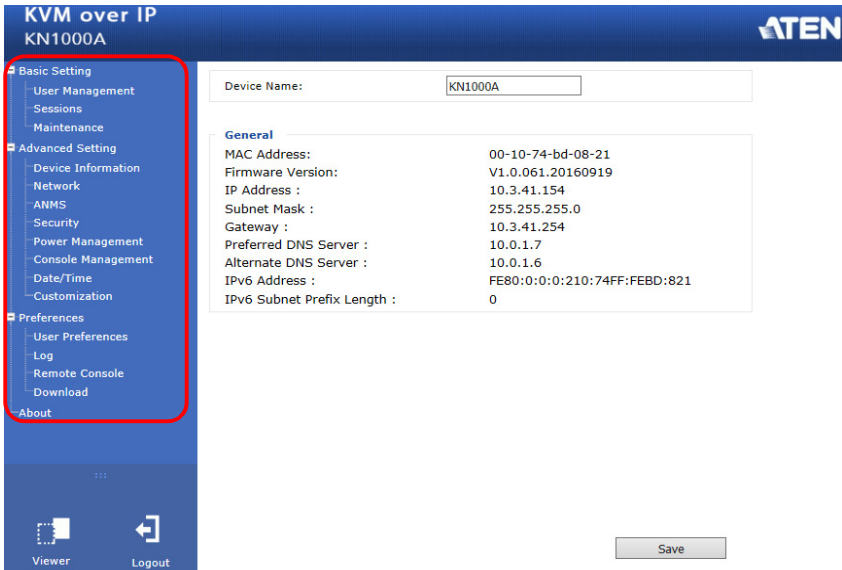 KVM over IP
KN1000A
ATEN
Basic Setting
User Management
Sessions
Maintenance
Advanced Setting
Device Information
Network
ANMS
Security
Power Management
Console Management
Date/Time
Customization
Preferences
User Preferences
Log
Remote Console
Download
About
Viewer
Logout
Device Name: KN1000A
General
MAC Address: 00-10-74-bd-08-21
Firmware Version: V1.0.061.20160919
IP Address : 10.3.41.154
Subnet Mask : 255.255.255.0
Gateway : 10.3.41.254
Preferred DNS Server : 10.0.1.7
Alternate DNS Server : 10.0.1.6
IPv6 Address : FE80:0:0:0:210:74FF:FEBD:821
IPv6 Subnet Prefix Length : 0
Save